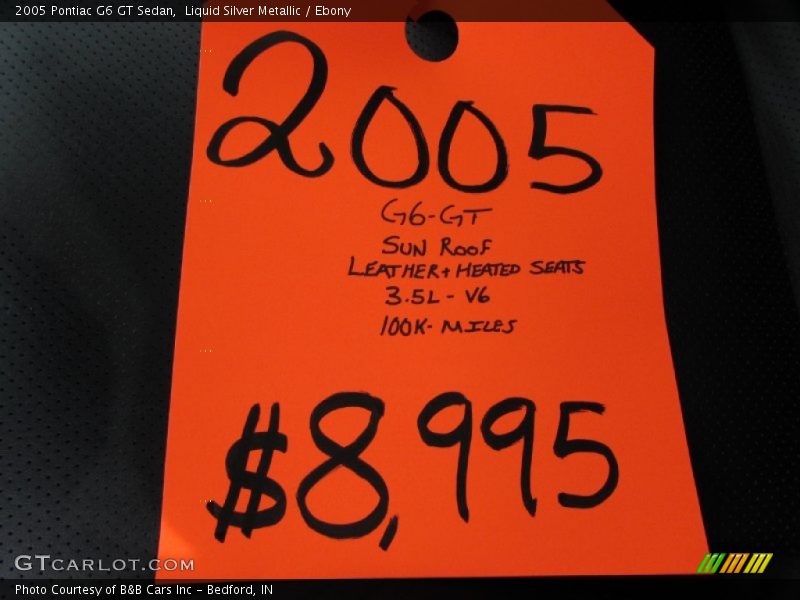 2005 Pontiac G6 GT Sedan,  Liquid Silver Metallic / Ebony
2005
G6-GT
SUN ROOF
LEATHER + HEATED SEATS
3.5L - V6
100K- MILES
$8,995
GTCARLOT.COM
Photo Courtesy of B&B Cars Inc - Bedford, IN